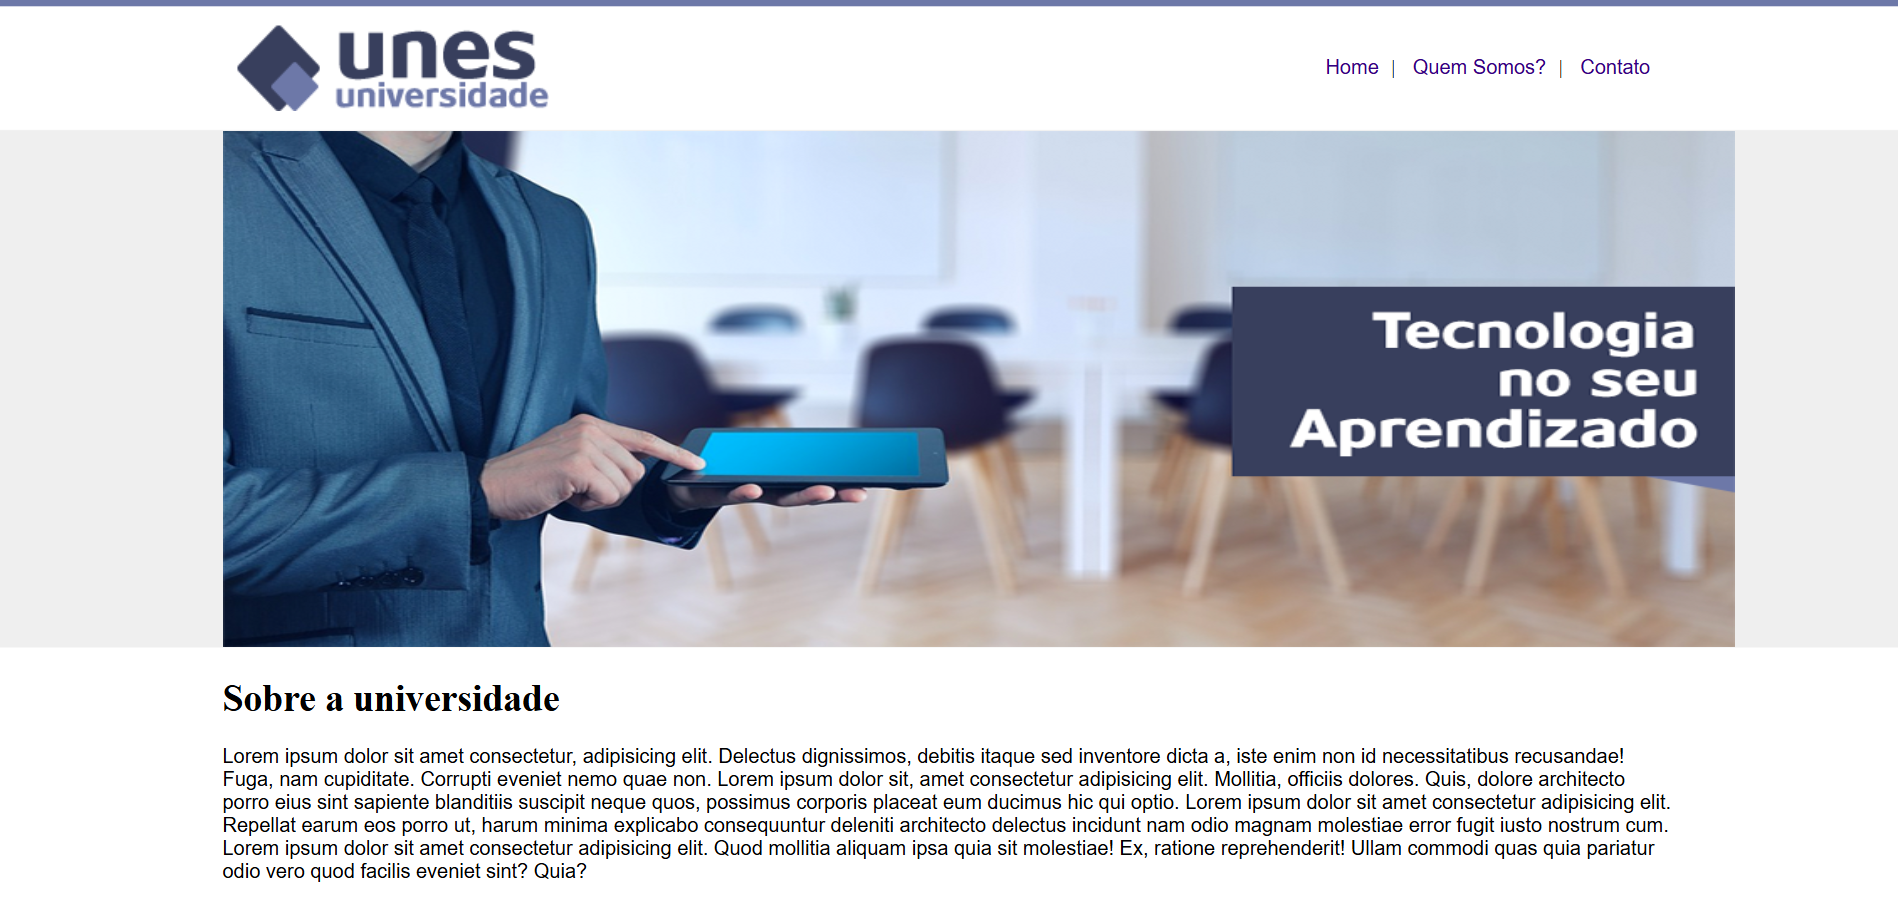 unes
universidade
Home | Quem Somos? | Contato
Tecnologia
no seu
Aprendizado
Sobre a universidade
Lorem ipsum dolor sit amet consectetur, adipisicing elit. Delectus dignissimos, debitis itaque sed inventore dicta a, iste enim non id necessitatibus recusandae!
Fuga, nam cupiditate. Corrupti eveniet nemo quae non. Lorem ipsum dolor sit, amet consectetur adipisicing elit. Mollitia, officiis dolores. Quis, dolore architecto
porro eius sint sapiente blanditiis suscipit neque quos, possimus corporis placeat eum ducimus hic qui optio. Lorem ipsum dolor sit amet consectetur adipisicing elit.
Repellat earum eos porro ut, harum minima explicabo consequuntur deleniti architecto delectus incidunt nam odio magnam molestiae error fugit iusto nostrum cum.
Lorem ipsum dolor sit amet consectetur adipisicing elit. Quod mollitia aliquam ipsa quia sit molestiae! Ex, ratione reprehenderit! Ullam commodi quas quia pariatur
odio vero quod facilis eveniet sint? Quia?